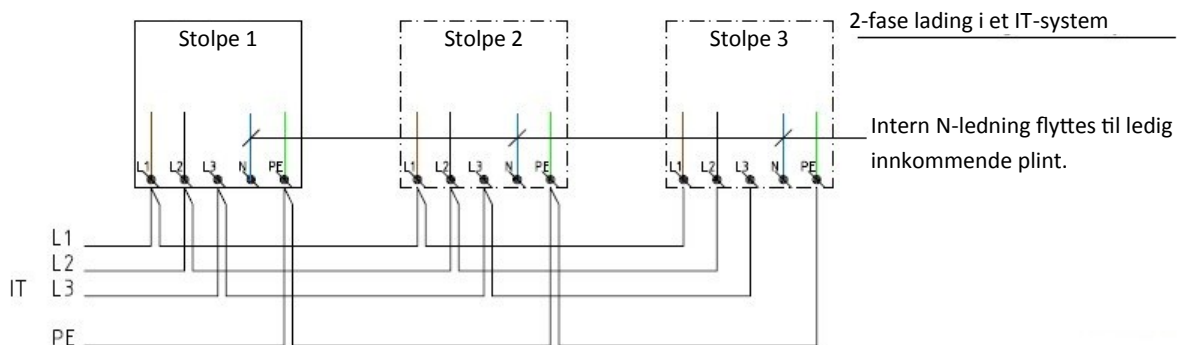 2-fase lading i et IT-system
Stolpe 1
Stolpe 2
Stolpe 3
Intern N-ledning flyttes til ledig
innkommende plint.
L1 L2 L3 N PE
L1 L2 L3 N PE
L1 L2 L3 N PE
L1
L2
IT L3
PE